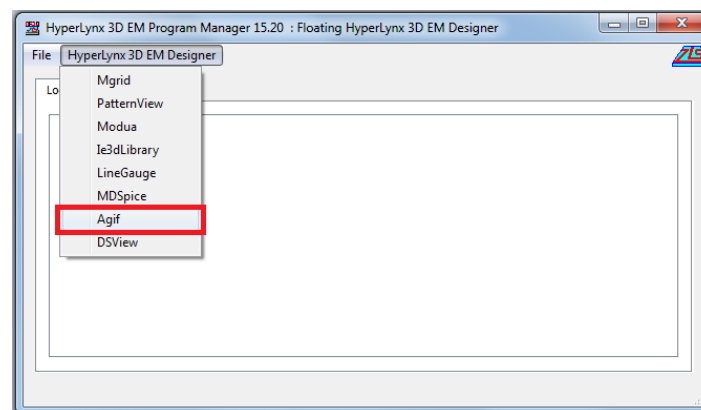 HyperLynx 3D EM Program Manager 15.20 : Floating HyperLynx 3D EM Designer
File HyperLynx 3D EM Designer
Lo
Mgrid
PatternView
Modua
Ie3dLibrary
LineGauge
MDSpice
Agif
DSView